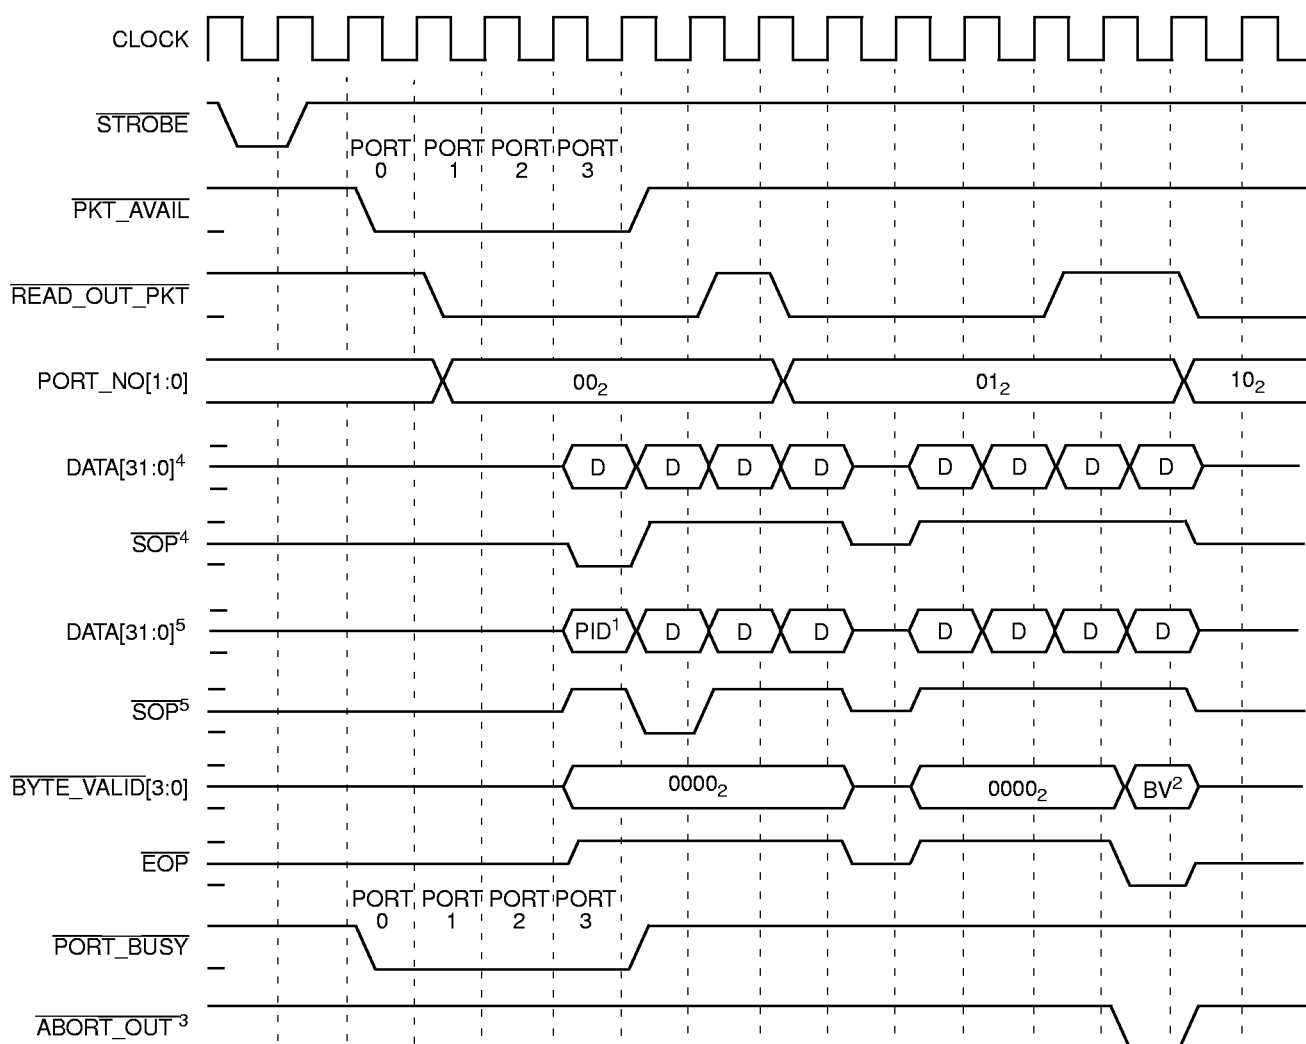 CLOCK
STROBE
PORT 0 PORT 1 PORT 2 PORT 3
PKT_AVAIL
READ_OUT_PKT
PORT_NO[1:0] 00₂ 01₂ 10₂
DATA[31:0]⁴ D D D D D D D D
SOP⁴
DATA[31:0]⁵ PID¹ D D D D D D D
SOP⁵
BYTE_VALID[3:0] 0000₂ 0000₂ BV²
EOP
PORT 0 PORT 1 PORT 2 PORT 3
PORT_BUSY
ABORT_OUT³